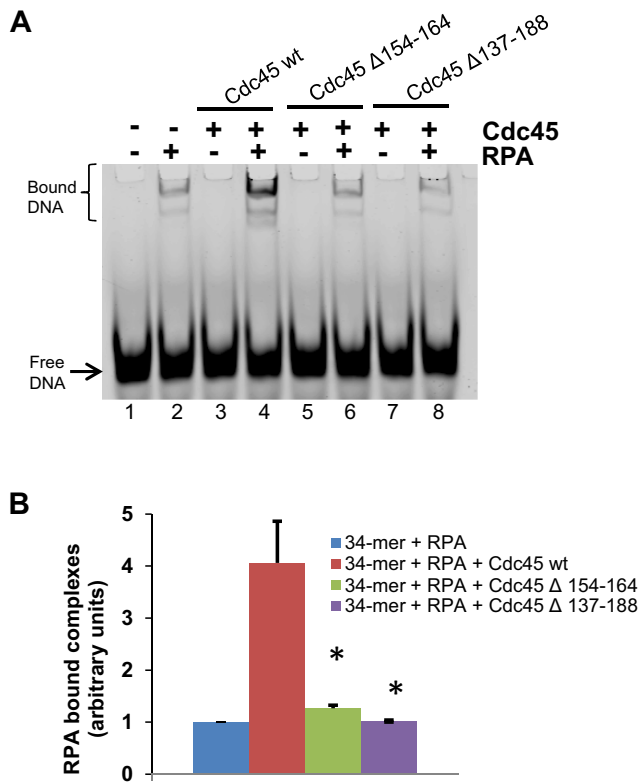 A
Cdc45 wt
Cdc45 Δ154-164
Cdc45 Δ137-188
- - + + + + + + Cdc45
- + - + - + - + RPA
Bound
DNA
Free
DNA
1 2 3 4 5 6 7 8
B
RPA bound complexes
(arbitrary units)
5
4
3
2
1
0
34-mer + RPA
34-mer + RPA + Cdc45 wt
34-mer + RPA + Cdc45 Δ 154-164
34-mer + RPA + Cdc45 Δ 137-188
*
*